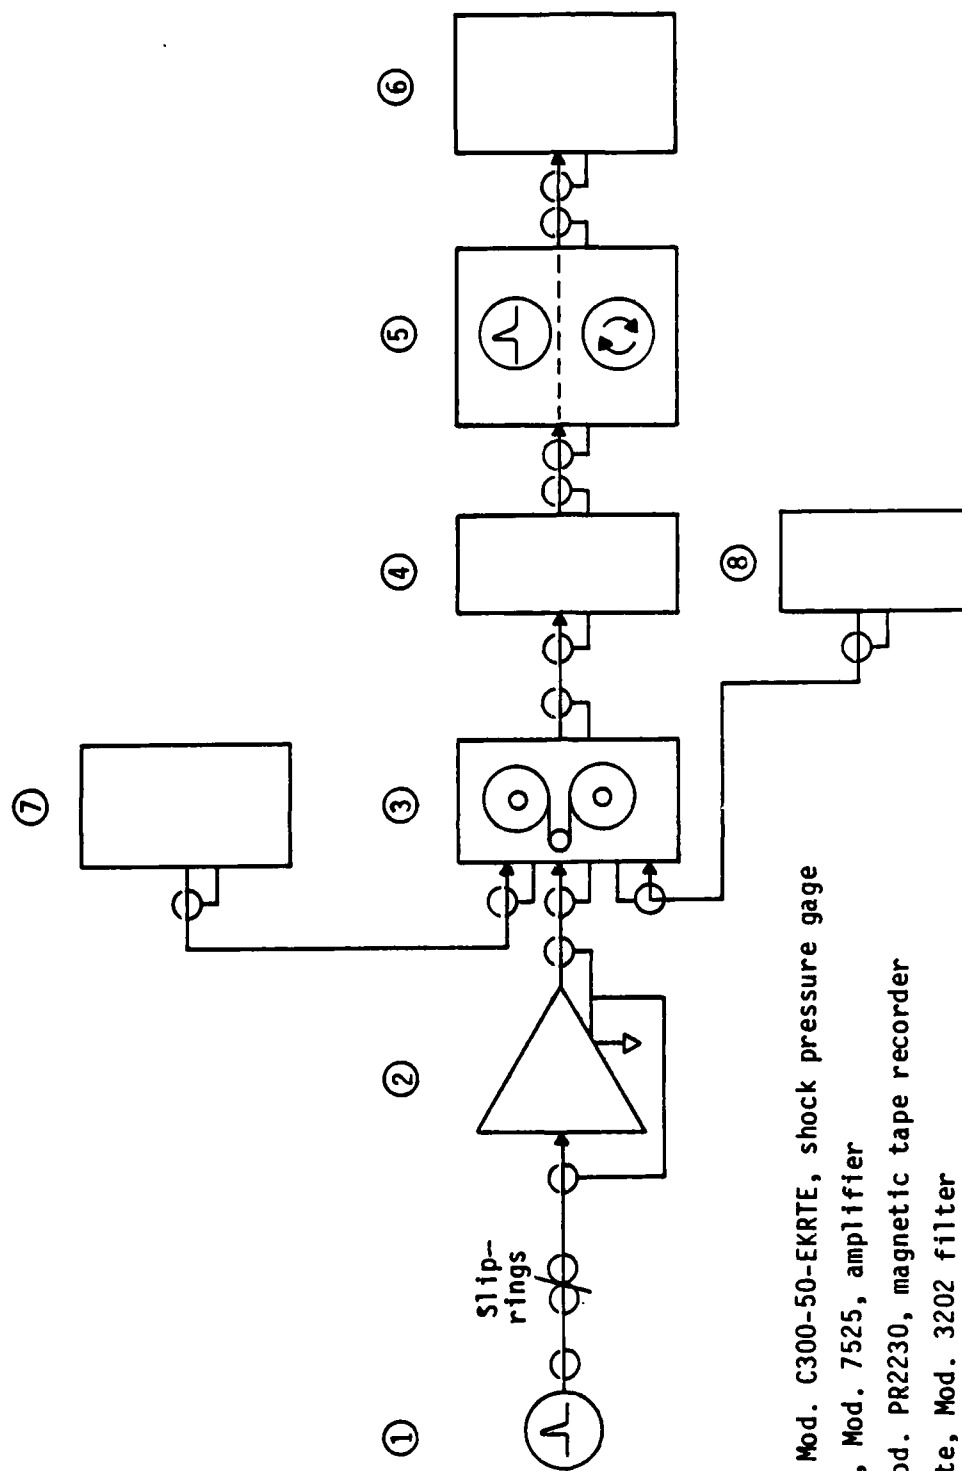 ①
②
③
④
⑤
⑥
⑦
⑧
Slip-
rings
Mod. C300-50-EKRTE, shock pressure gage
, Mod. 7525, amplifier
od. PR2230, magnetic tape recorder
te, Mod. 3202 filter